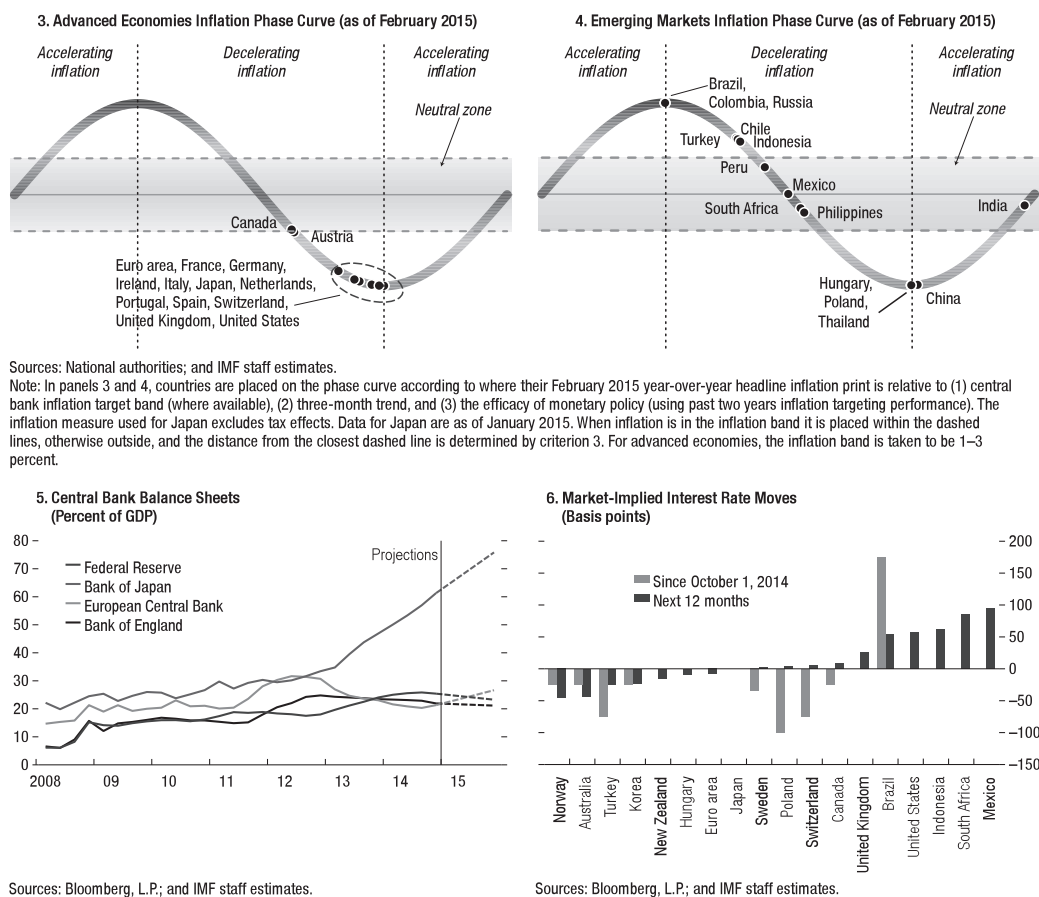 3. Advanced Economies Inflation Phase Curve (as of February 2015)
Accelerating
inflation
Decelerating
inflation
Accelerating
inflation
Neutral zone
Canada
Austria
Euro area, France, Germany,
Ireland, Italy, Japan, Netherlands,
Portugal, Spain, Switzerland,
United Kingdom, United States
4. Emerging Markets Inflation Phase Curve (as of February 2015)
Accelerating
inflation
Decelerating
inflation
Accelerating
inflation
Brazil,
Colombia, Russia
Neutral zone
Chile
Turkey
Indonesia
Peru
Mexico
South Africa
Philippines
India
Hungary,
Poland,
Thailand
China
Sources: National authorities; and IMF staff estimates.
Note: In panels 3 and 4, countries are placed on the phase curve according to where their February 2015 year-over-year headline inflation print is relative to (1) central
bank inflation target band (where available), (2) three-month trend, and (3) the efficacy of monetary policy (using past two years inflation targeting performance). The
inflation measure used for Japan excludes tax effects. Data for Japan are as of January 2015. When inflation is in the inflation band it is placed within the dashed
lines, otherwise outside, and the distance from the closest dashed line is determined by criterion 3. For advanced economies, the inflation band is taken to be 1–3
percent.
5. Central Bank Balance Sheets
(Percent of GDP)
80
70
60
50
40
30
20
10
0
Projections
Federal Reserve
Bank of Japan
European Central Bank
Bank of England
2008 09 10 11 12 13 14 15
Sources: Bloomberg, L.P.; and IMF staff estimates.
6. Market-Implied Interest Rate Moves
(Basis points)
200
150
100
50
0
–50
–100
–150
Since October 1, 2014
Next 12 months
Norway
Australia
Turkey
Korea
New Zealand
Hungary
Euro area
Japan
Sweden
Poland
Switzerland
Canada
United Kingdom
Brazil
United States
Indonesia
South Africa
Mexico
Sources: Bloomberg, L.P.; and IMF staff estimates.